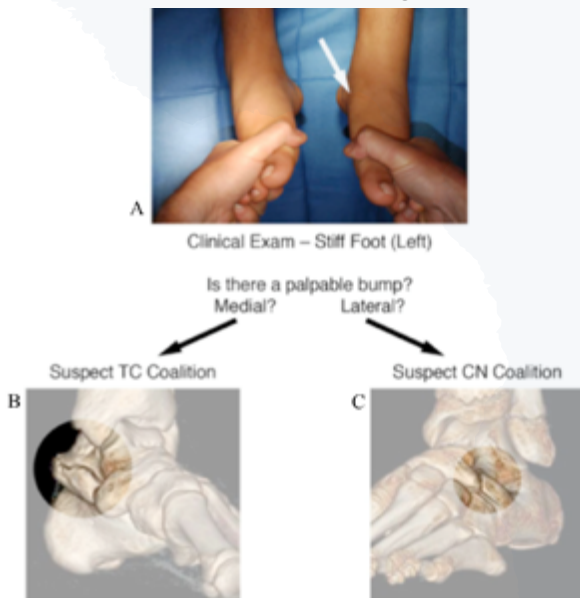 A
Clinical Exam – Stiff Foot (Left)
Is there a palpable bump?
Medial? Lateral?
Suspect TC Coalition
Suspect CN Coalition
B
C